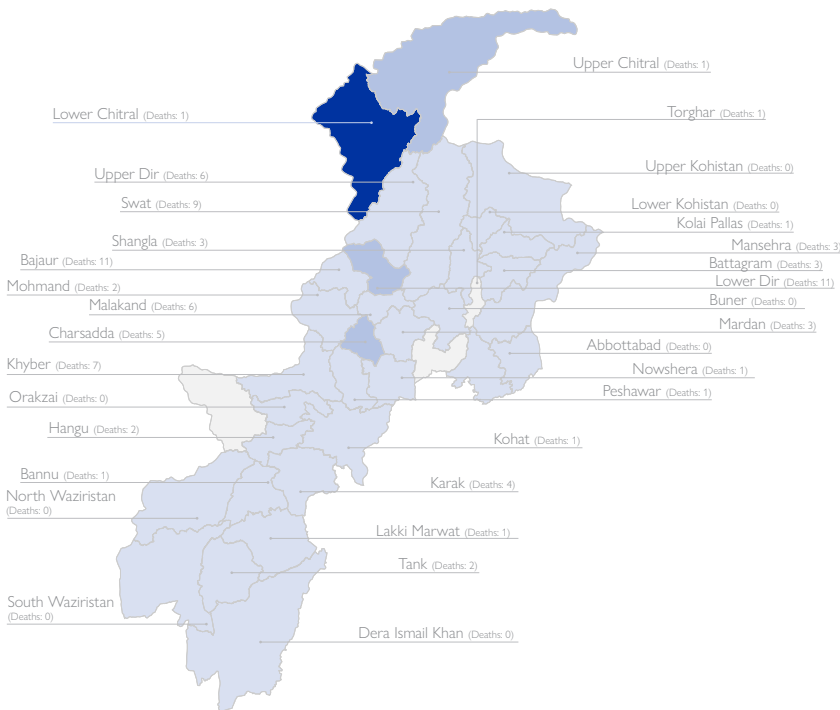 Upper Chitral (Deaths: 1)
Lower Chitral (Deaths: 1)
Torghar (Deaths: 1)
Upper Dir (Deaths: 6)
Upper Kohistan (Deaths: 0)
Swat (Deaths: 9)
Lower Kohistan (Deaths: 0)
Kolai Pallas (Deaths: 1)
Shangla (Deaths: 3)
Mansehra (Deaths: 3)
Bajaur (Deaths: 11)
Battagram (Deaths: 3)
Mohmand (Deaths: 2)
Lower Dir (Deaths: 11)
Malakand (Deaths: 6)
Buner (Deaths: 0)
Charsadda (Deaths: 5)
Mardan (Deaths: 3)
Abbottabad (Deaths: 0)
Khyber (Deaths: 7)
Nowshera (Deaths: 1)
Orakzai (Deaths: 0)
Peshawar (Deaths: 1)
Hangu (Deaths: 2)
Kohat (Deaths: 1)
Bannu (Deaths: 1)
Karak (Deaths: 4)
North Waziristan
(Deaths: 0)
Lakki Marwat (Deaths: 1)
Tank (Deaths: 2)
South Waziristan
(Deaths: 0)
Dera Ismail Khan (Deaths: 0)